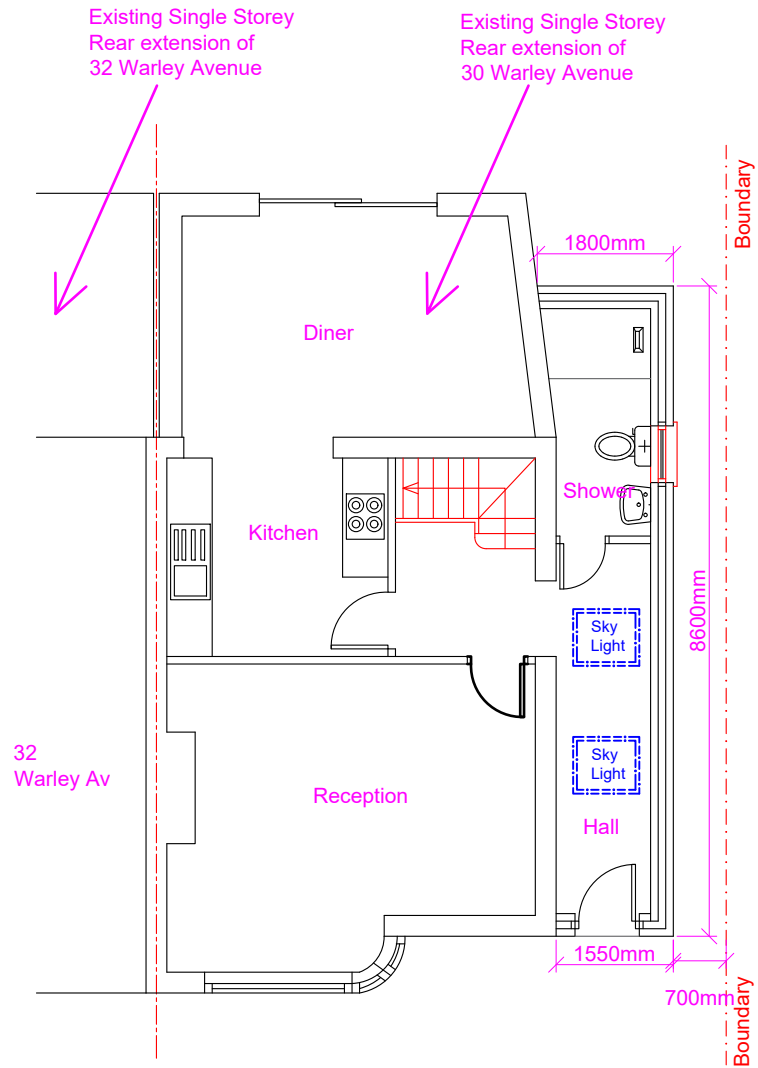 Existing Single Storey
Rear extension of
32 Warley Avenue
Existing Single Storey
Rear extension of
30 Warley Avenue
Boundary
1800mm
Diner
Shower
Kitchen
8600mm
Sky
Light
Sky
Light
32
Warley Av
Reception
Hall
1550mm
700mm
Boundary